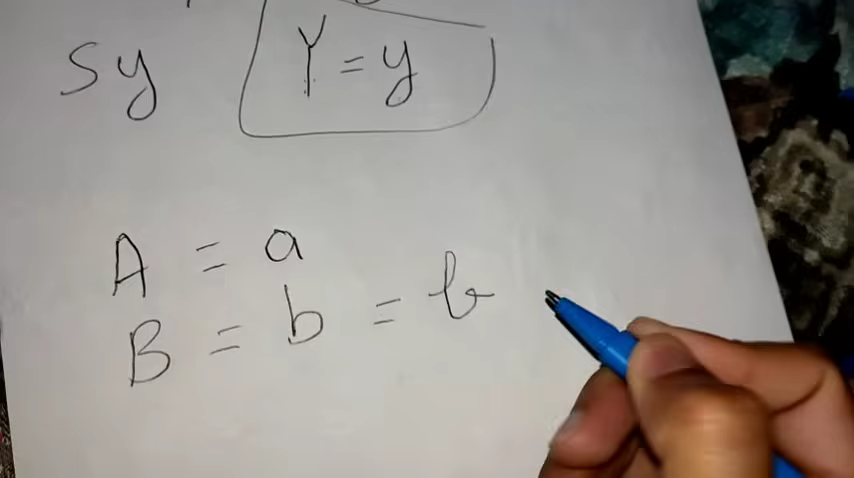 sy Y = y
A = a
B = b = b